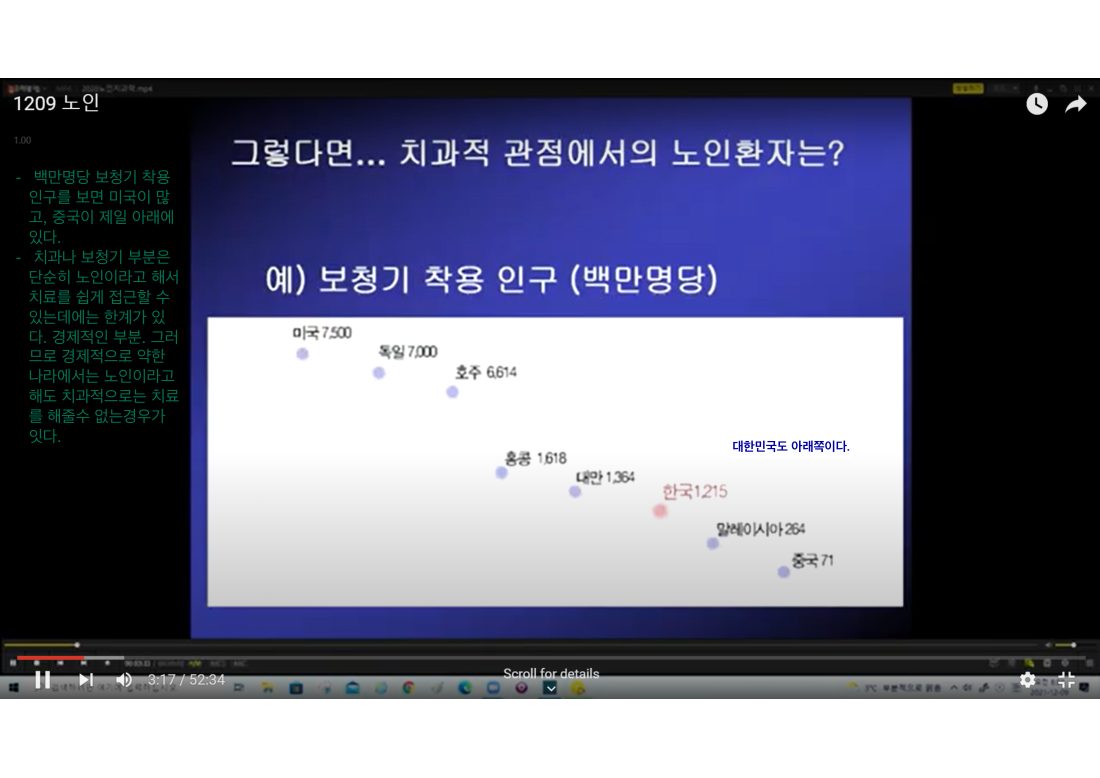 1209 노인
1.00
그렇다면... 치과적 관점에서의 노인환자는?
- 백만명당 보청기 착용
인구를 보면 미국이 많
고, 중국이 제일 아래에
있다.
- 치과나 보청기 부분은
단순히 노인이라고 해서
치료를 쉽게 접근할 수
있는데에는 한계가 있
다. 경제적인 부분. 그러
므로 경제적으로 약한
나라에서는 노인이라고
해도 치과적으로는 치료
를 해줄수 없는경우가
잇다.
예) 보청기 착용 인구 (백만명당)
미국 7,500
독일 7,000
호주 6,614
대한민국도 아래쪽이다.
홍콩 1,618
대만 1,364
한국1,215
말레이시아 264
중국 71
Scroll for details
3:17 / 52:34